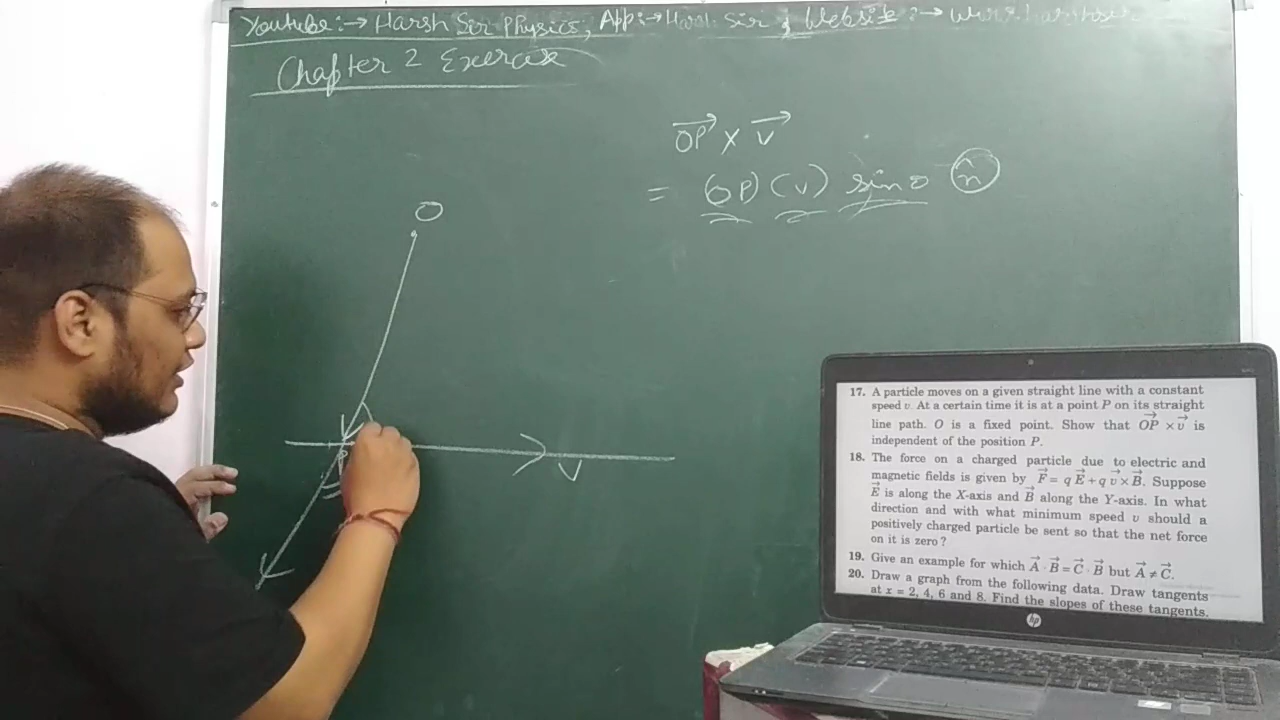 Youtube:→ Harsh Sir Physics, App:→ Harsh Sir, Website:→ www.harshsir
Chapter 2 Exercise
OP⃗ × v⃗
= (OP) (v) sin θ n̂
O
P
V
17. A particle moves on a given straight line with a constant
speed v. At a certain time it is at a point P on its straight
line path. O is a fixed point. Show that OP⃗ × v⃗ is
independent of the position P.
18. The force on a charged particle due to electric and
magnetic fields is given by F⃗ = q E⃗ + q v⃗ × B⃗. Suppose
E⃗ is along the X-axis and B⃗ along the Y-axis. In what
direction and with what minimum speed v should a
positively charged particle be sent so that the net force
on it is zero ?
19. Give an example for which A⃗ · B⃗ = C⃗ · B⃗ but A⃗ ≠ C⃗.
20. Draw a graph from the following data. Draw tangents
at x = 2, 4, 6 and 8. Find the slopes of these tangents.
hp